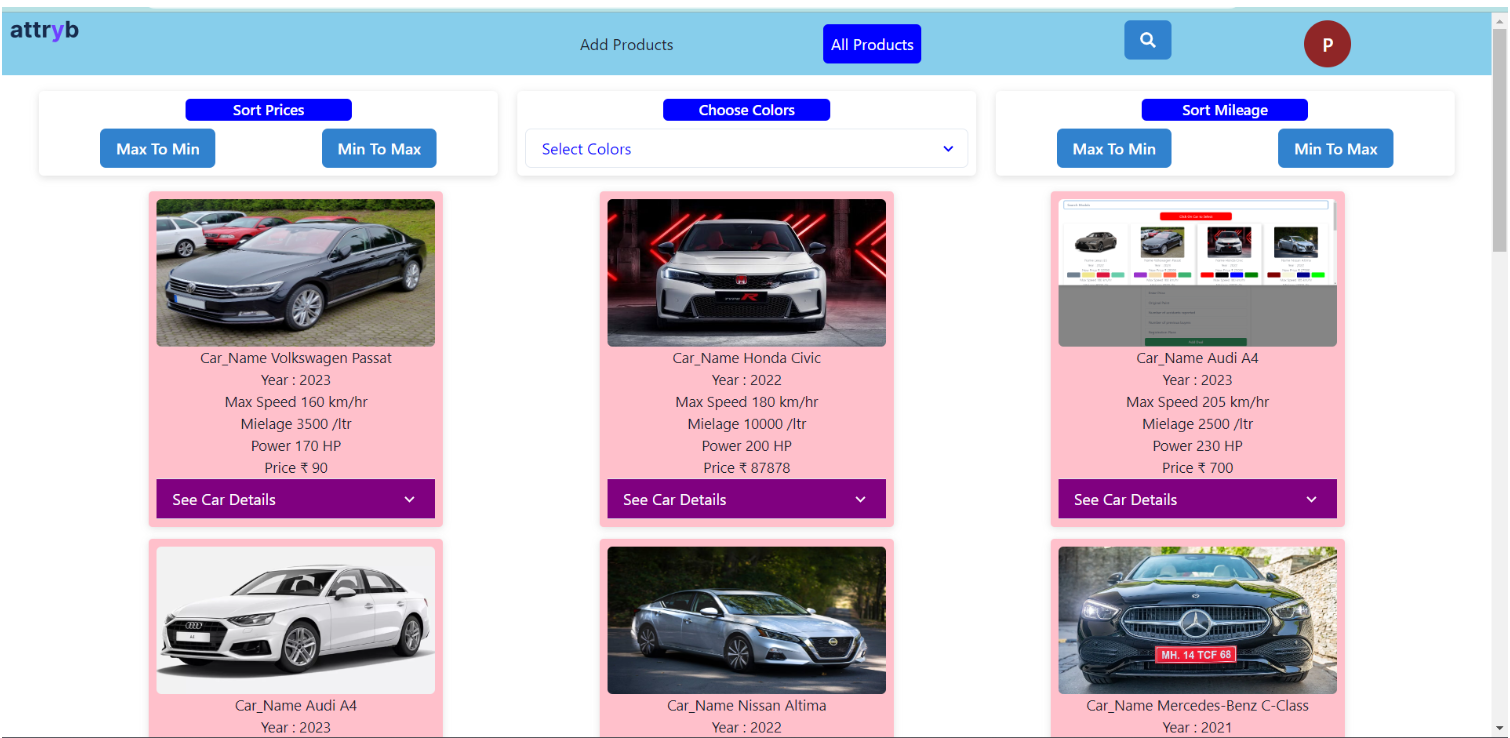 attryb
Add Products
All Products
P
Sort Prices
Max To Min
Min To Max
Choose Colors
Select Colors
Sort Mileage
Max To Min
Min To Max
Car_Name Volkswagen Passat
Year : 2023
Max Speed 160 km/hr
Mielage 3500 /ltr
Power 170 HP
Price ₹ 90
See Car Details
Car_Name Honda Civic
Year : 2022
Max Speed 180 km/hr
Mielage 10000 /ltr
Power 200 HP
Price ₹ 87878
See Car Details
Car_Name Audi A4
Year : 2023
Max Speed 205 km/hr
Mielage 2500 /ltr
Power 230 HP
Price ₹ 700
See Car Details
Car_Name Audi A4
Year : 2023
Car_Name Nissan Altima
Year : 2022
MH. 14 TCF 68
Car_Name Mercedes-Benz C-Class
Year : 2021